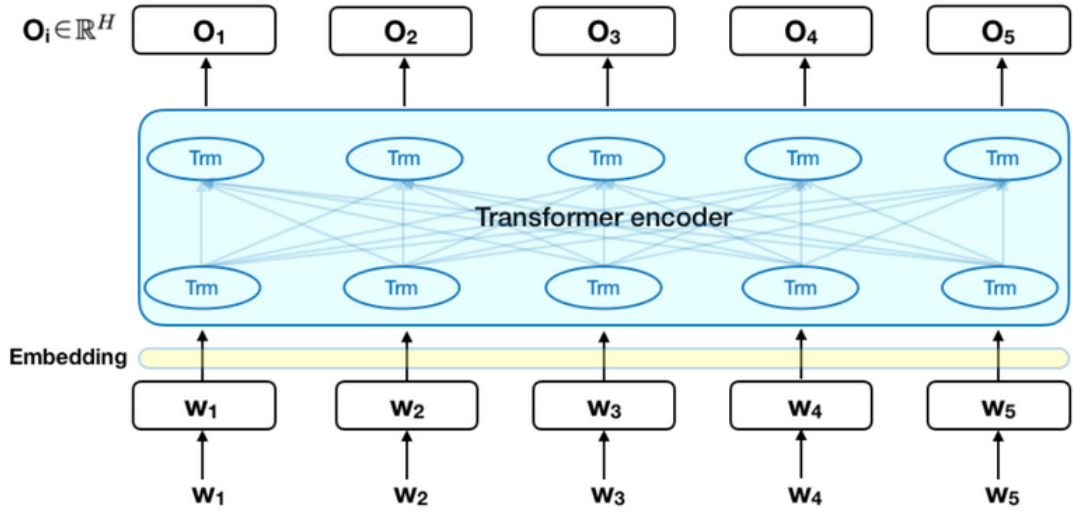 Oᵢ∈ℝᴴ O₁ O₂ O₃ O₄ O₅
Trm Trm Trm Trm Trm
Transformer encoder
Trm Trm Trm Trm Trm
Embedding
w₁ w₂ w₃ w₄ w₅
w₁ w₂ w₃ w₄ w₅